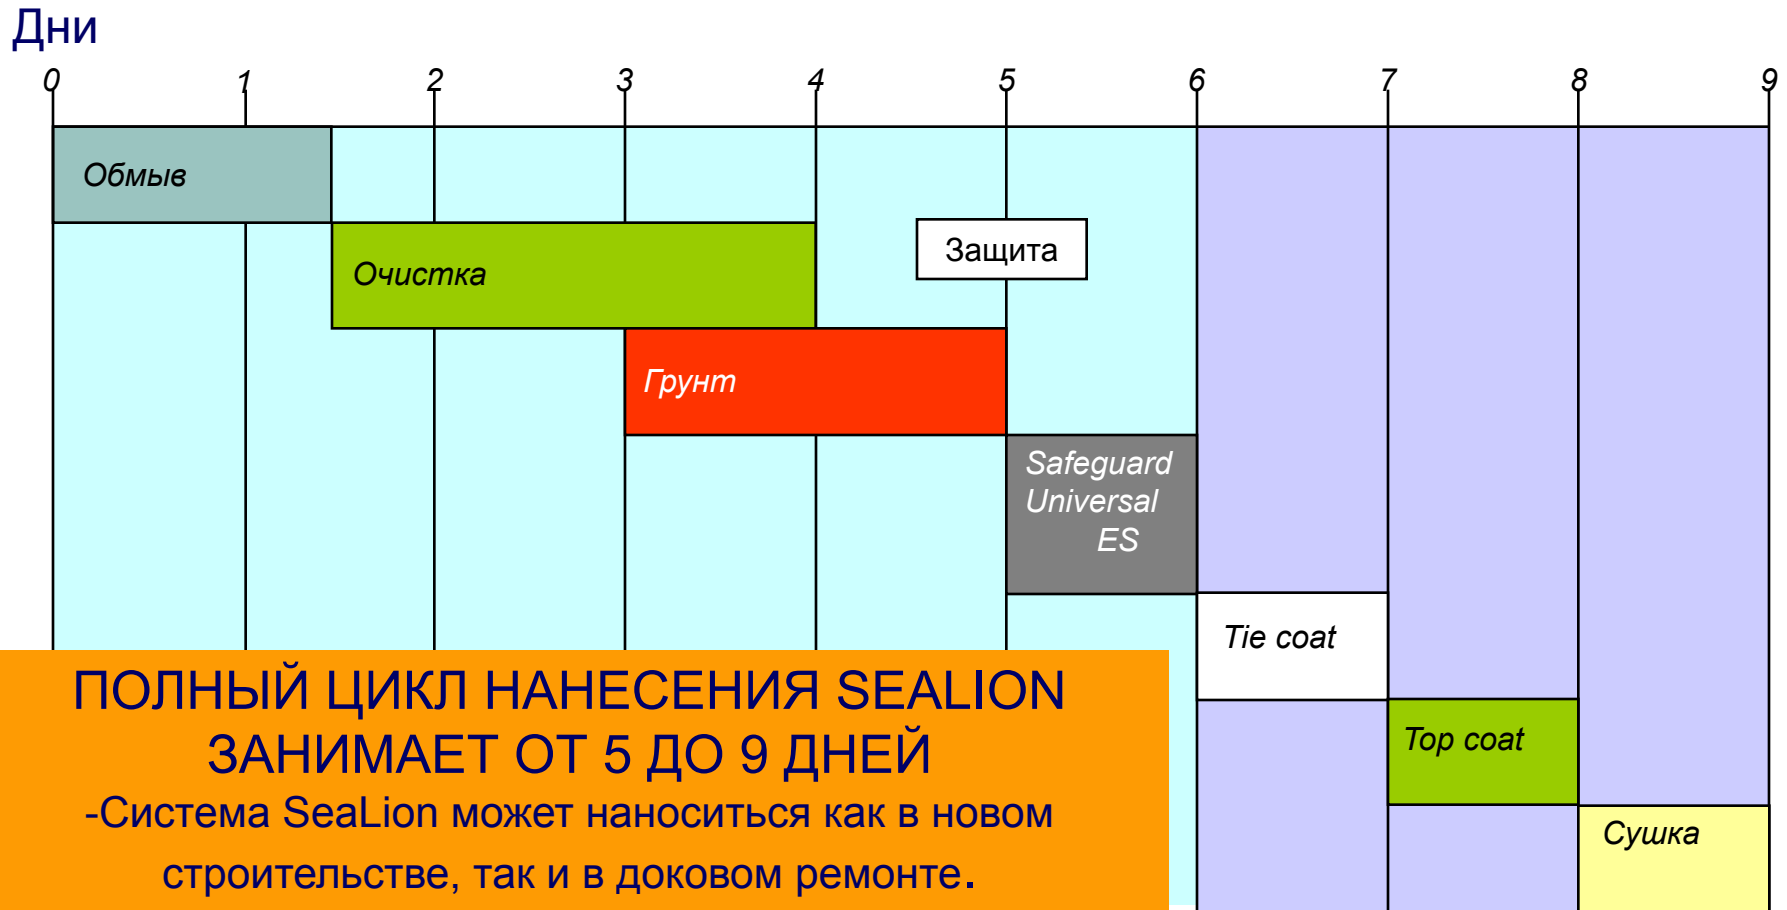 Дни
0 1 2 3 4 5 6 7 8 9
Обмыв
Очистка
Защита
Грунт
Safeguard
Universal
ES
Tie coat
Top coat
Сушка
ПОЛНЫЙ ЦИКЛ НАНЕСЕНИЯ SEALION
ЗАНИМАЕТ ОТ 5 ДО 9 ДНЕЙ
-Система SeaLion может наноситься как в новом
строительстве, так и в доковом ремонте.